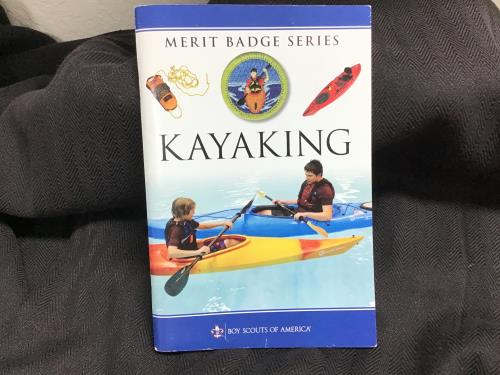 MERIT BADGE SERIES
KAYAKING
BOY SCOUTS OF AMERICA®